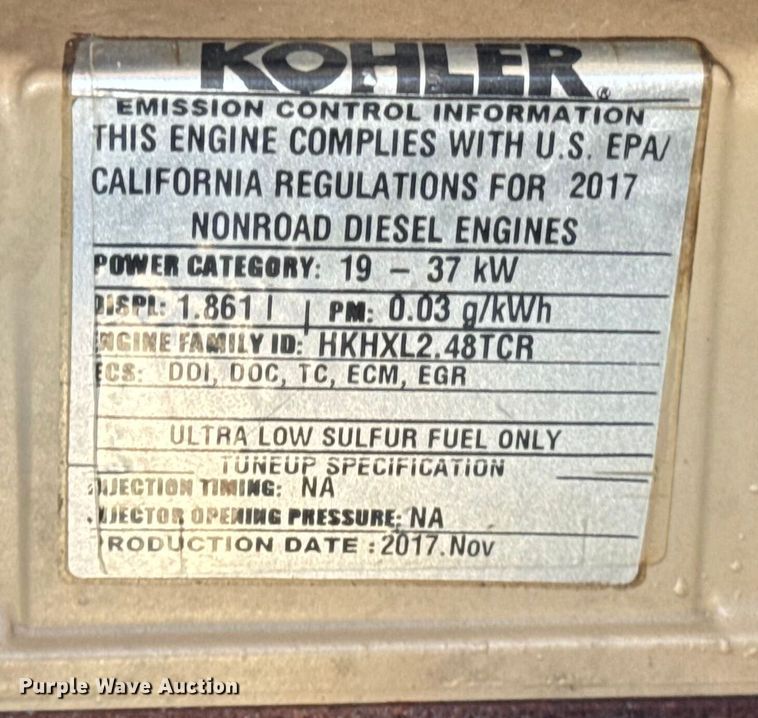 KOHLER®
EMISSION CONTROL INFORMATION
THIS ENGINE COMPLIES WITH U.S. EPA/
CALIFORNIA REGULATIONS FOR 2017
NONROAD DIESEL ENGINES
POWER CATEGORY: 19 – 37 kW
DISPL: 1.861 l | PM: 0.03 g/kWh
ENGINE FAMILY ID: HKHXL2.48TCR
ECS: DDI, DOC, TC, ECM, EGR
ULTRA LOW SULFUR FUEL ONLY
TUNEUP SPECIFICATION
INJECTION TIMING: NA
INJECTOR OPENING PRESSURE: NA
PRODUCTION DATE : 2017.Nov
Purple Wave Auction